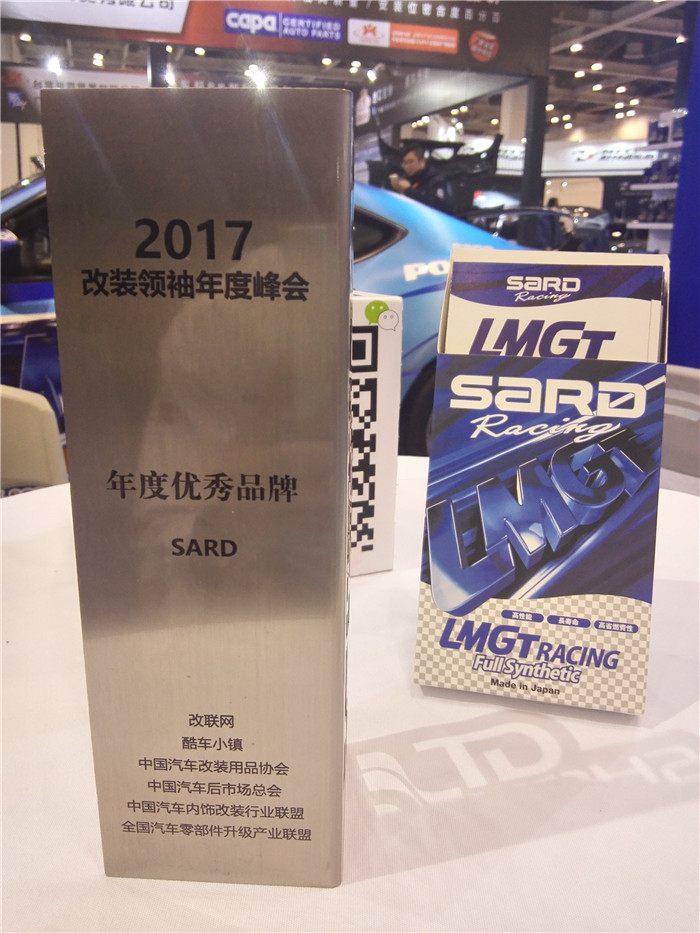 capa
CERTIFIED
AUTO PARTS
2017
改装领袖年度峰会
年度优秀品牌
SARD
改联网
酷车小镇
中国汽车改装用品协会
中国汽车后市场总会
中国汽车内饰改装行业联盟
全国汽车零部件升级产业联盟
PO
SARD
Racing
LMGT
SARD
Racing
LMGT
高性能
長寿命
高省燃費性
LMGT RACING
Full Synthetic
Made in Japan
LTD